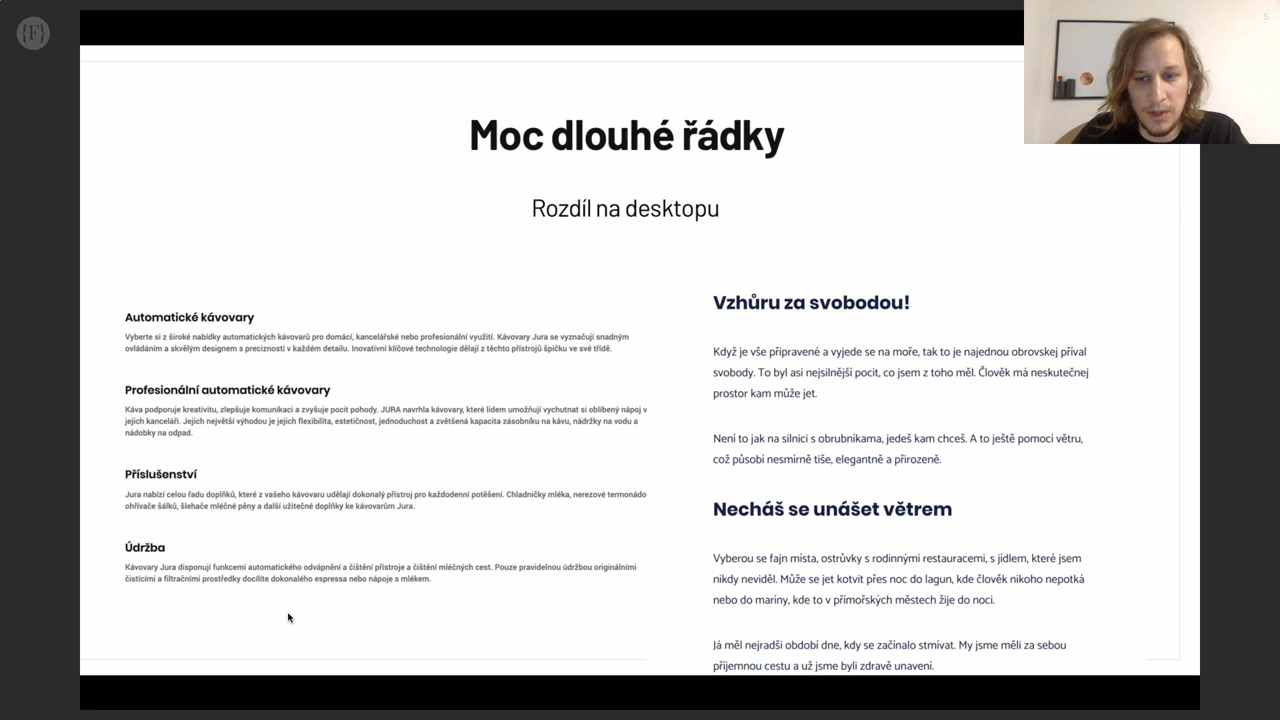 {F}
S
Moc dlouhé řádky
Rozdíl na desktopu
Automatické kávovary
Vyberte si z široké nabídky automatických kávovarů pro domácí, kancelářské nebo profesionální využití. Kávovary Jura se vyznačují snadným
ovládáním a skvělým designem s precizností v každém detailu. Inovativní klíčové technologie dělají z těchto přístrojů špičku ve své třídě.
Profesionální automatické kávovary
Káva podporuje kreativitu, zlepšuje komunikaci a zvyšuje pocit pohody. JURA navrhla kávovary, které lidem umožňují vychutnat si oblíbený nápoj v
jejich kanceláři. Jejich největší výhodou je jejich flexibilita, estetičnost, jednoduchost a zvětšená kapacita zásobníku na kávu, nádržky na vodu a
nádobky na odpad.
Příslušenství
Jura nabízí celou řadu doplňků, které z vašeho kávovaru udělají dokonalý přístroj pro každodenní potěšení. Chladničky mléka, nerezové termonádo
ohřívače šálků, šlehače mléčné pěny a další užitečné doplňky ke kávovarům Jura.
Údržba
Kávovary Jura disponují funkcemi automatického odvápnění a čištění přístroje a čištění mléčných cest. Pouze pravidelnou údržbou originálními
čistícími a filtračními prostředky docílíte dokonalého espressa nebo nápoje s mlékem.
Vzhůru za svobodou!
Když je vše připravené a vyjede se na moře, tak to je najednou obrovskej příval
svobody. To byl asi nejsilnější pocit, co jsem z toho měl. Člověk má neskutečnej
prostor kam může jet.
Není to jak na silnici s obrubníkama, jedeš kam chceš. A to ještě pomocí větru,
což působí nesmírně tiše, elegantně a přirozeně.
Necháš se unášet větrem
Vyberou se fajn místa, ostrůvky s rodinnými restauracemi, s jídlem, které jsem
nikdy neviděl. Může se jet kotvit přes noc do lagun, kde člověk nikoho nepotká
nebo do maríny, kde to v přímořských městech žije do noci.
Já měl nejradši období dne, kdy se začínalo stmívat. My jsme měli za sebou
příjemnou cestu a už jsme byli zdravě unavení.